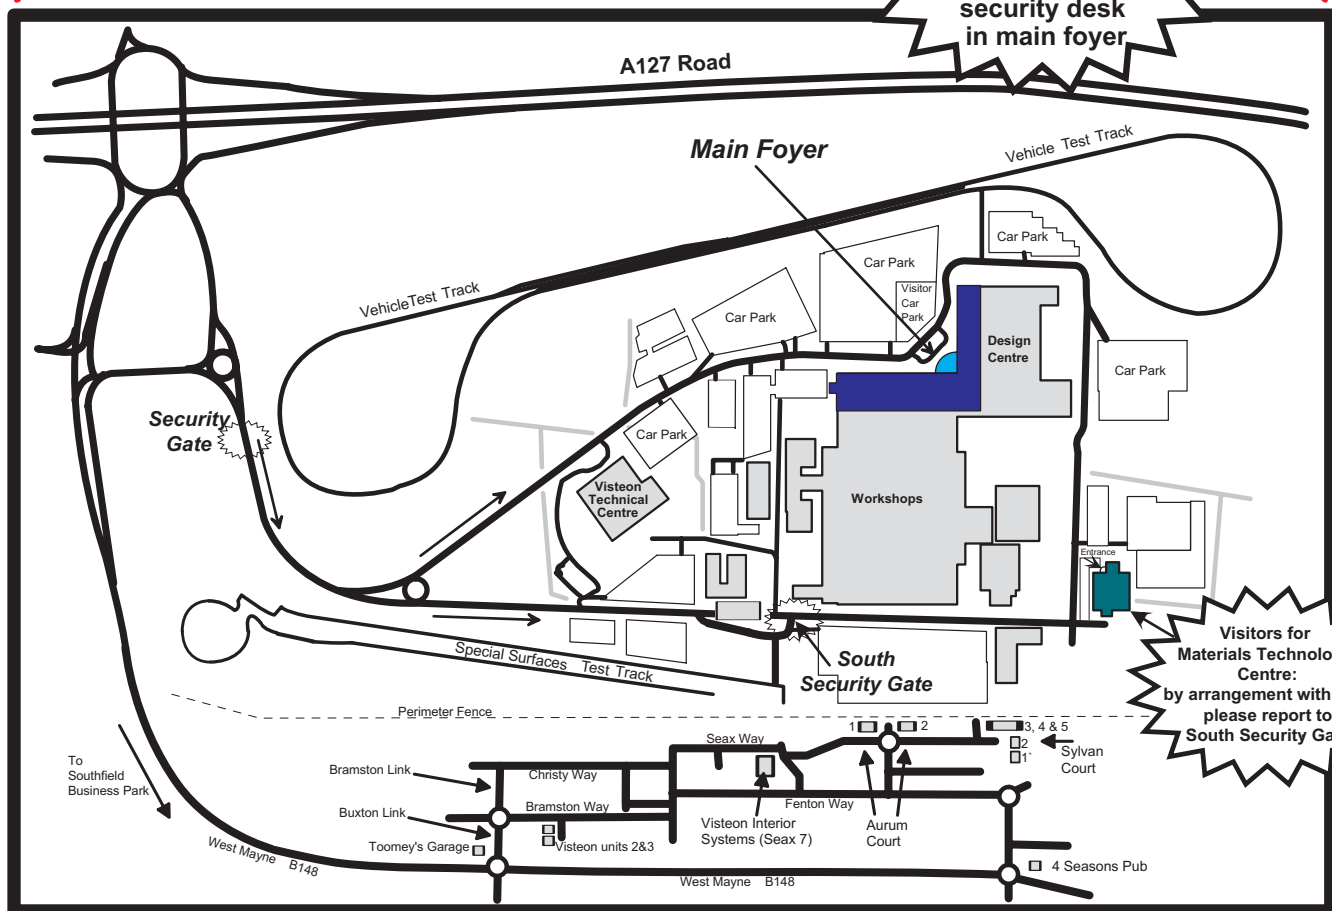 security desk
in main foyer
A127 Road
Main Foyer
Vehicle Test Track
Car Park
Car Park
Visitor
Car
Park
VehicleTest Track
Car Park
Design
Centre
Car Park
Security
Gate
Car Park
Visteon
Technical
Centre
Workshops
Entrance
Visitors for
Materials Technolo
Centre:
by arrangement with
please report to
South Security Ga
South
Security Gate
Special Surfaces Test Track
Perimeter Fence
1
2
3, 4 & 5
2
1`
Sylvan
Court
Seax Way
To
Southfield
Business Park
Bramston Link
Christy Way
Bramston Way
Fenton Way
Buxton Link
Visteon Interior
Systems (Seax 7)
Aurum
Court
Toomey's Garage
Visteon units 2&3
West Mayne B148
4 Seasons Pub
West Mayne B148